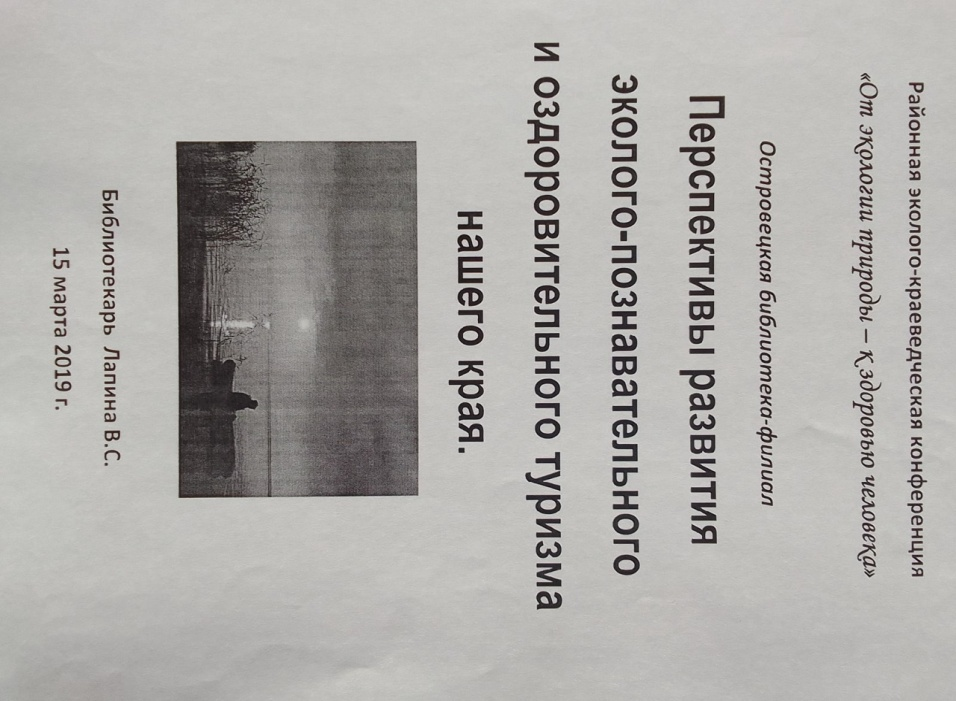 Районная эколого-краеведческая конференция
«От экологии природы – к здоровью человека»
Островецкая библиотека-филиал
Перспективы развития
эколого-познавательного
и оздоровительного туризма
нашего края.
Библиотекарь Лапина В.С.
15 марта 2019 г.